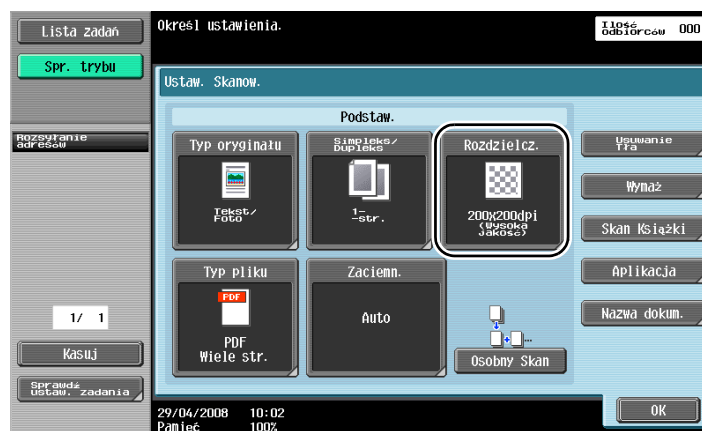 Lista zadań
Określ ustawienia.
Ilość
odbiorców
000
Spr. trybu
Ustaw. Skanow.
Podstaw.
Rozsyłanie
adresów
Typ oryginału
Simpleks/
Dupleks
Rozdzielcz.
Usuwanie
Tła
Tekst/
Foto
1-
-str.
200X200dpi
(Wysoka
Jakość)
Wymaż
Skan Książki
Typ pliku
Zaciemn.
Aplikacja
PDF
PDF
Wiele str.
Auto
Nazwa dokum.
1/ 1
Kasuj
Osobny Skan
Sprawdź
ustaw. zadania
29/04/2008 10:02
Pamięć 100%
OK